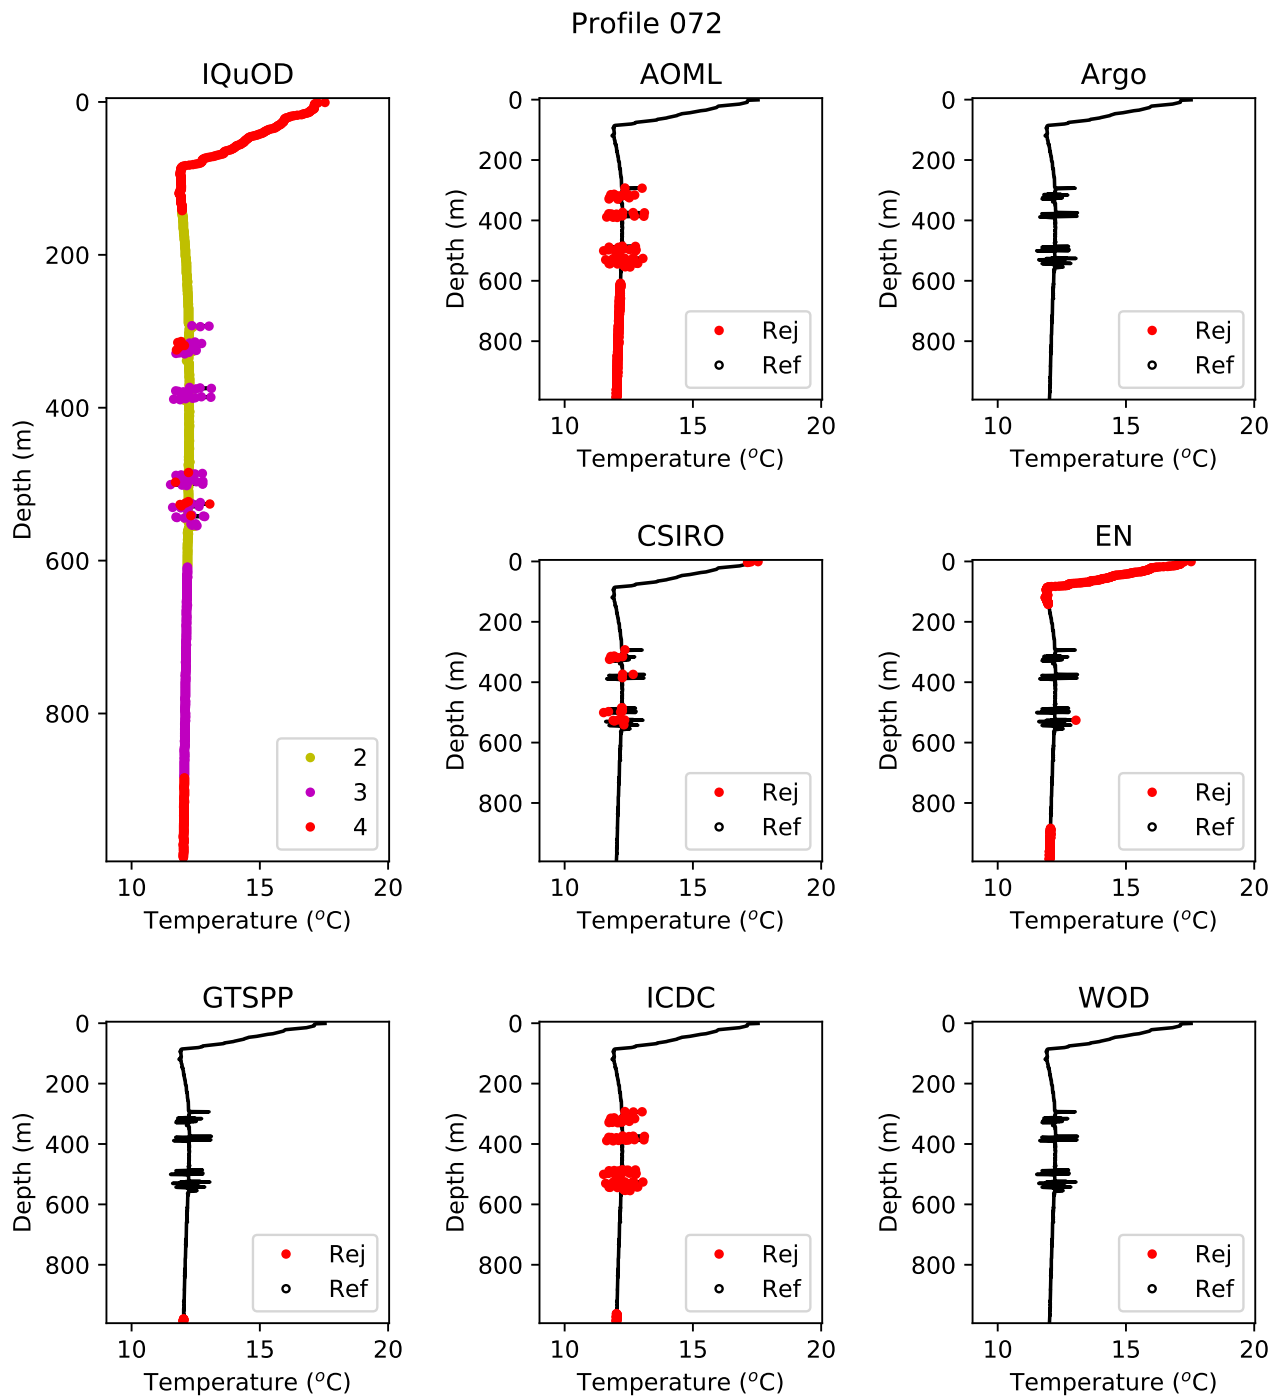 Profile 072
IQuOD
0
200
400
600
800
10 15 20
Depth (m)
Temperature (°C)
2
3
4
AOML
0
200
400
600
800
10 15 20
Depth (m)
Temperature (°C)
Rej
Ref
Argo
0
200
400
600
800
10 15 20
Depth (m)
Temperature (°C)
Rej
Ref
CSIRO
0
200
400
600
800
10 15 20
Depth (m)
Temperature (°C)
Rej
Ref
EN
0
200
400
600
800
10 15 20
Depth (m)
Temperature (°C)
Rej
Ref
GTSPP
0
200
400
600
800
10 15 20
Depth (m)
Temperature (°C)
Rej
Ref
ICDC
0
200
400
600
800
10 15 20
Depth (m)
Temperature (°C)
Rej
Ref
WOD
0
200
400
600
800
10 15 20
Depth (m)
Temperature (°C)
Rej
Ref